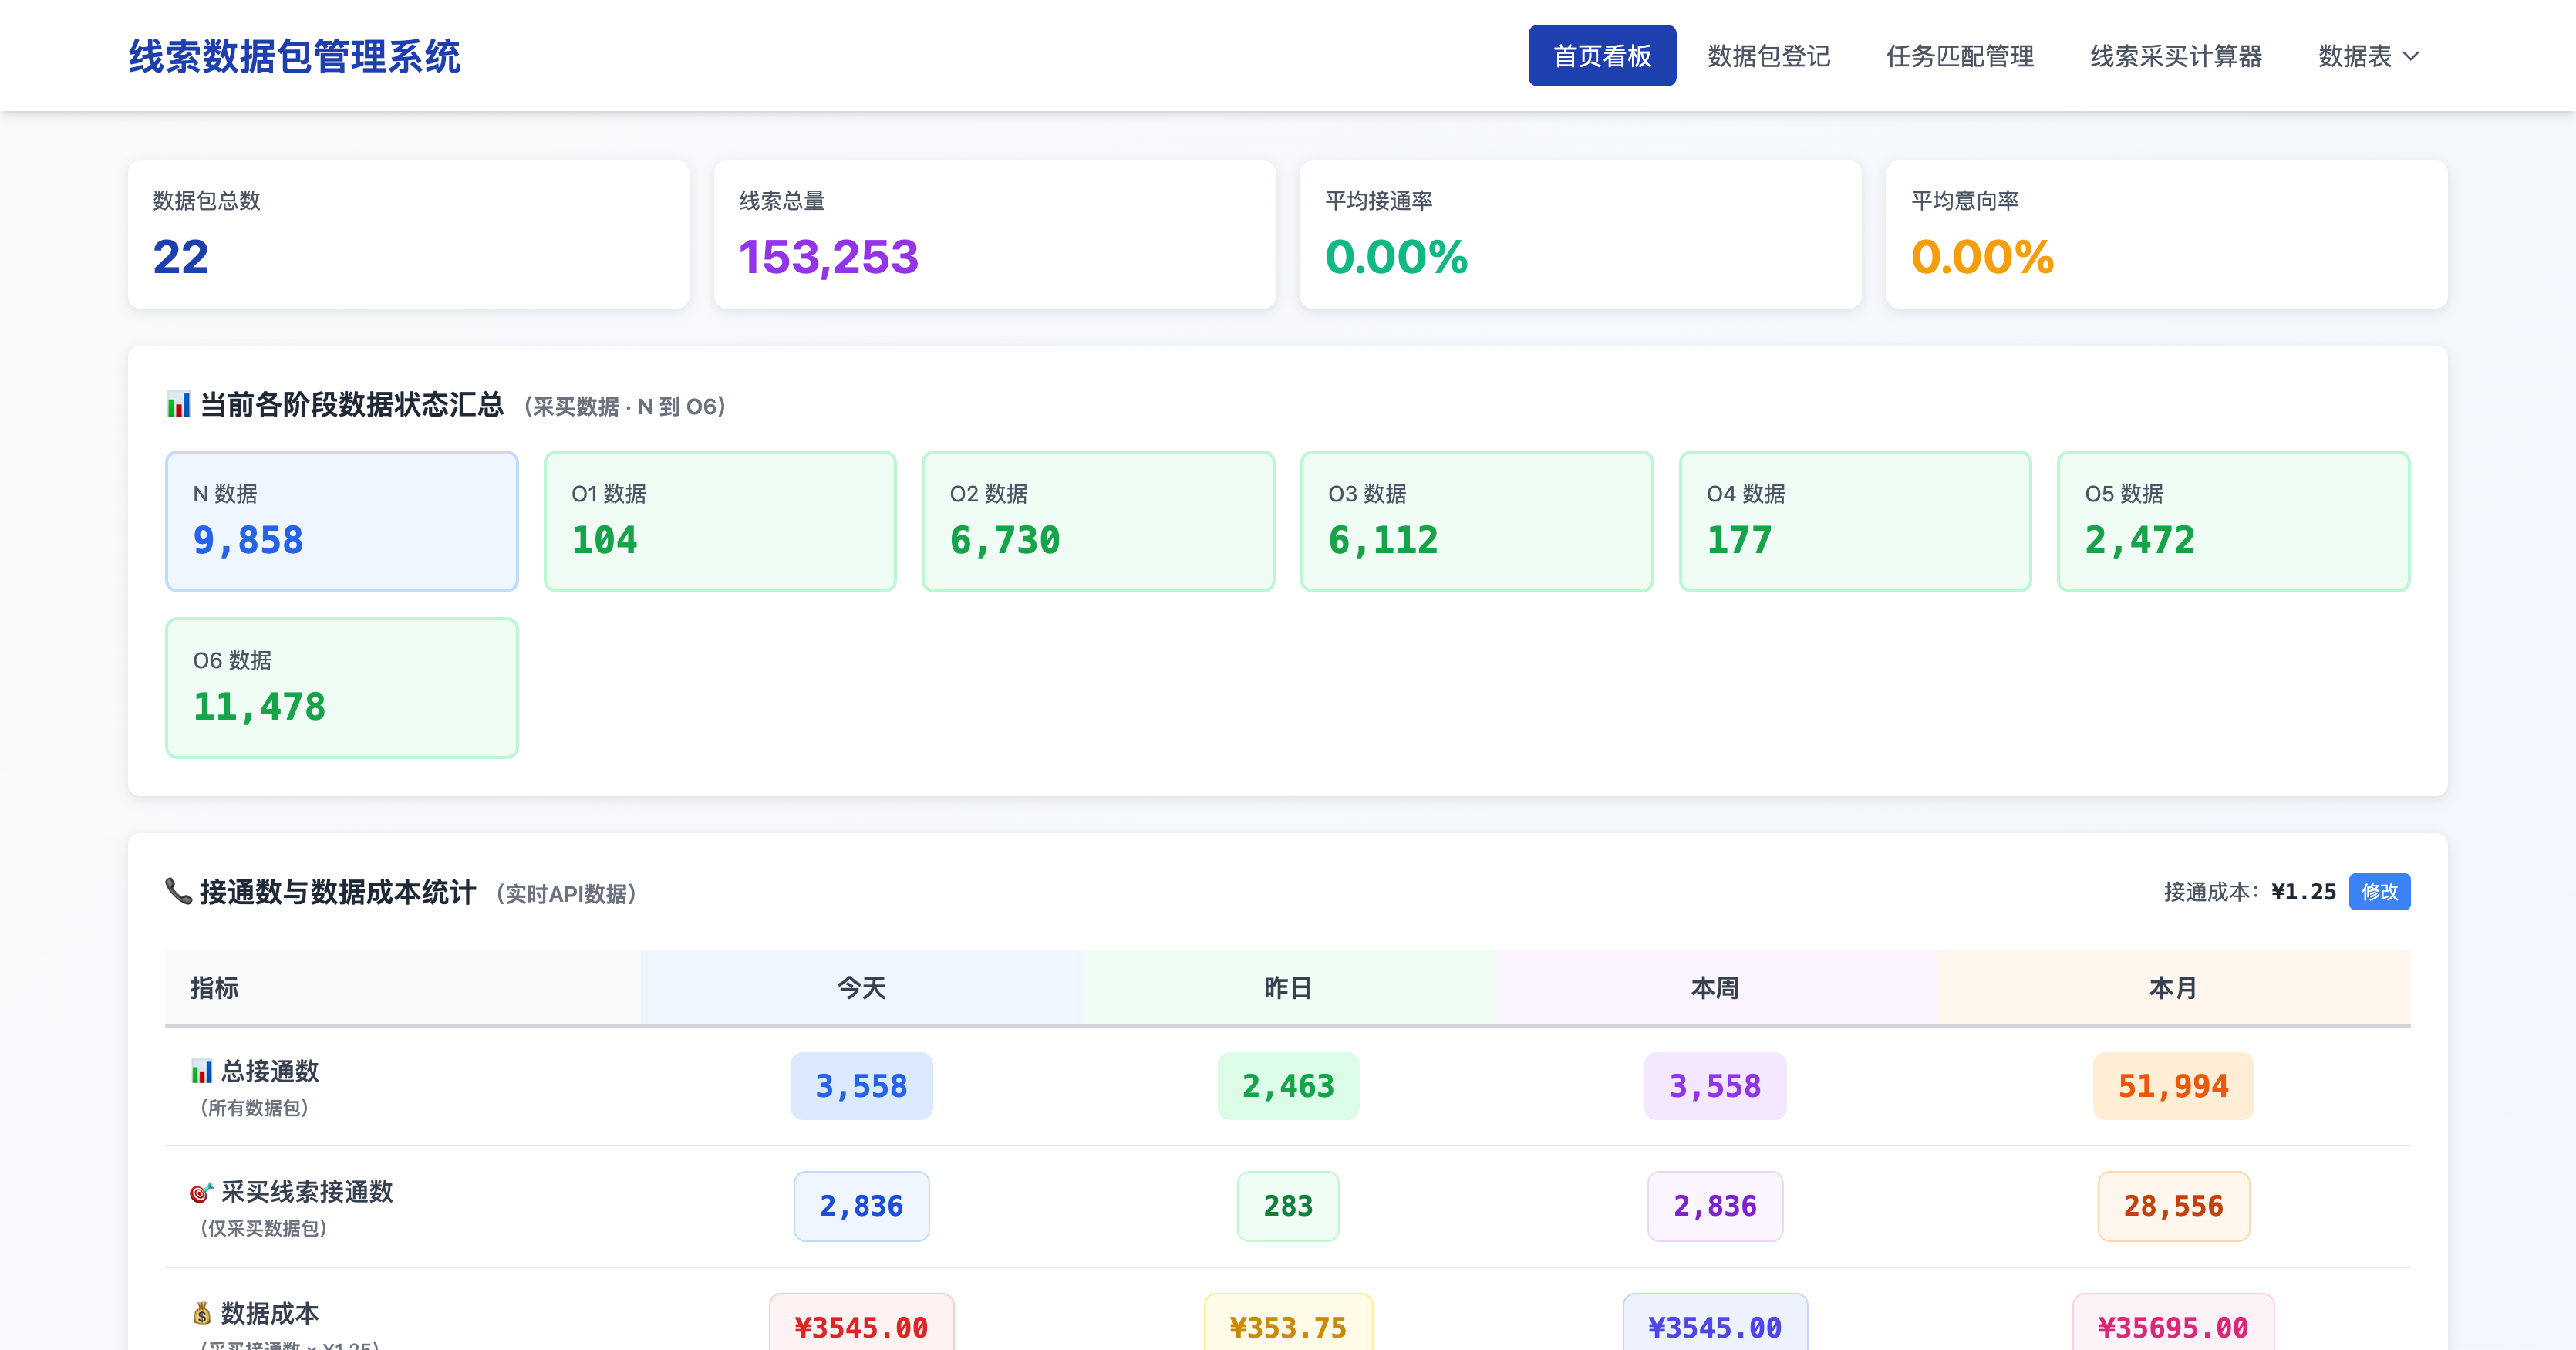 线索数据包管理系统
首页看板 数据包登记 任务匹配管理 线索采买计算器 数据表
数据包总数 线索总量 平均接通率 平均意向率
22 153,253 0.00% 0.00%
当前各阶段数据状态汇总 (采买数据 · N 到 O6)
N 数据 O1 数据 O2 数据 O3 数据 O4 数据 O5 数据
9,858 104 6,730 6,112 177 2,472
O6 数据
11,478
接通数与数据成本统计 (实时API数据) 接通成本: ¥1.25 修改
指标 今天 昨日 本周 本月
总接通数 3,558 2,463 3,558 51,994
(所有数据包)
采买线索接通数 2,836 283 2,836 28,556
(仅采买数据包)
数据成本 ¥3545.00 ¥353.75 ¥3545.00 ¥35695.00
(采买接通数 × ¥1.25)